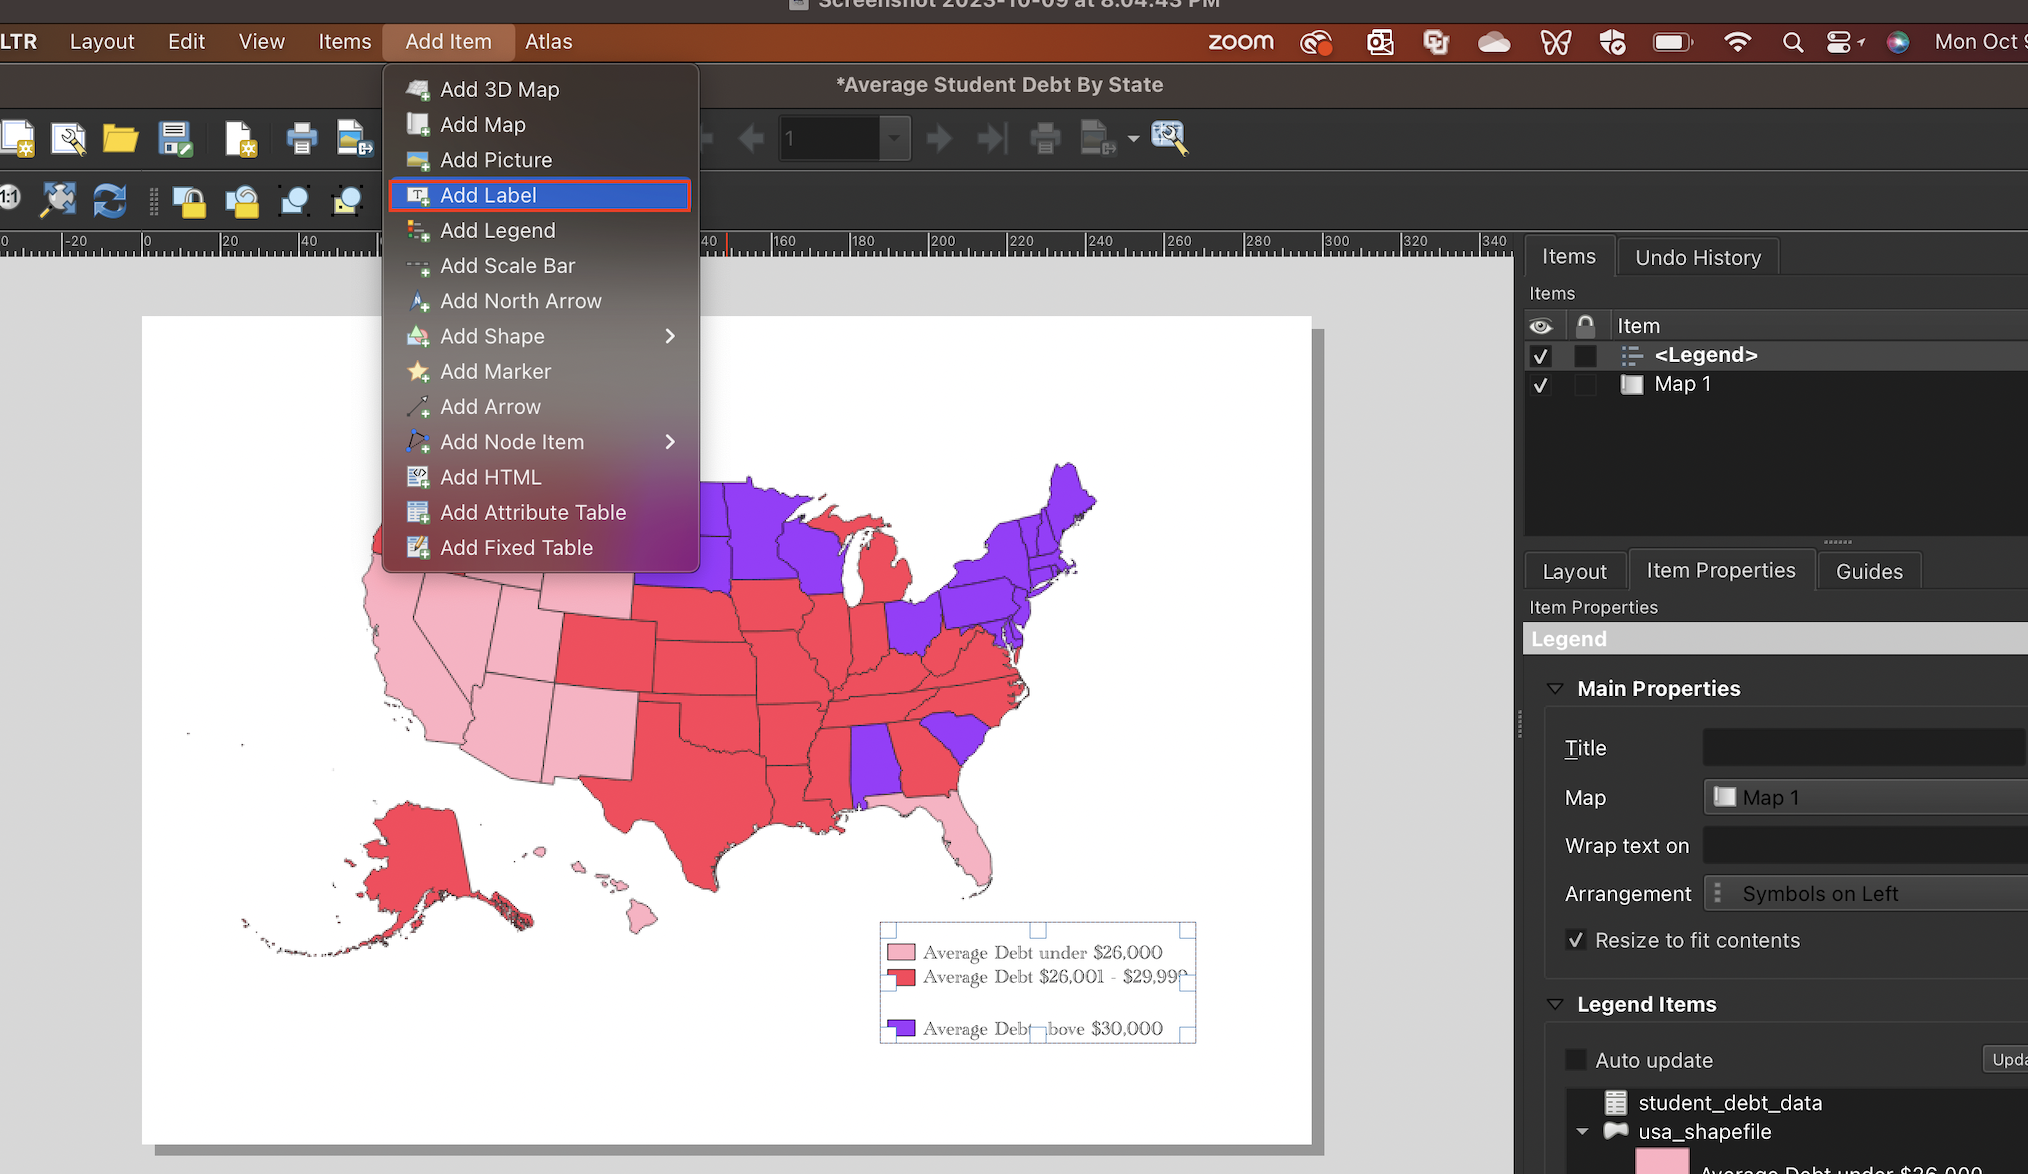 Screenshot 2023-10-09 at 8.04.43 PM
LTR Layout Edit View Items Add Item Atlas zoom Mon Oct
*Average Student Debt By State
Add 3D Map
Add Map
Add Picture
Add Label
Add Legend
Add Scale Bar
Add North Arrow
Add Shape
Add Marker
Add Arrow
Add Node Item
Add HTML
Add Attribute Table
Add Fixed Table
1
1:1
0 -20 0 20 40 40 160 180 200 220 240 260 280 300 320 340
Average Debt under $26,000
Average Debt $26,001 - $29,999
Average Debt above $30,000
Items Undo History
Items
Item
<Legend>
Map 1
Layout Item Properties Guides
Item Properties
Legend
Main Properties
Title
Map Map 1
Wrap text on
Arrangement Symbols on Left
Resize to fit contents
Legend Items
Auto update Upda
student_debt_data
usa_shapefile
Average Debt under $26,000